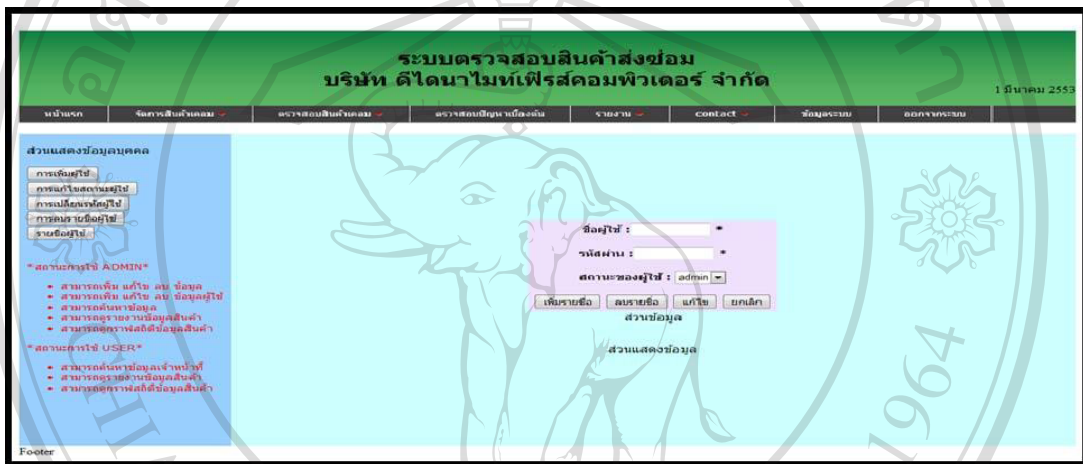 ระบบตรวจสอบสินค้าส่งซ่อม
บริษัท ดีไดนาไมท์เฟิรส์คอมพิวเตอร์ จำกัด
1 มีนาคม 2553
หน้าแรก จัดการสินค้าเคลม ตรวจสอบสินค้าเคลม ตรวจสอบปัญหาเบื้องต้น รายงาน contact ข้อมูลระบบ ออกจากระบบ
ส่วนแสดงข้อมูลบุคคล
การเพิ่มผู้ใช้
การแก้ไขสถานะผู้ใช้
การเปลี่ยนรหัสผู้ใช้
การลบรายชื่อผู้ใช้
รายชื่อผู้ใช้
*สถานะการใช้ ADMIN*
สามารถเพิ่ม แก้ไข ลบ ข้อมูล
สามารถเพิ่ม แก้ไข ลบ ข้อมูลผู้ใช้
สามารถค้นหาข้อมูล
สามารถดูรายงานข้อมูลสินค้า
สามารถดูกราฟสถิติข้อมูลสินค้า
*สถานะการใช้ USER*
สามารถค้นหาข้อมูลเจ้าหน้าที่
สามารถดูรายงานข้อมูลสินค้า
สามารถดูกราฟสถิติข้อมูลสินค้า
ชื่อผู้ใช้ : *
รหัสผ่าน : *
สถานะของผู้ใช้ : admin
เพิ่มรายชื่อ ลบรายชื่อ แก้ไข ยกเลิก
ส่วนข้อมูล
ส่วนแสดงข้อมูล
Footer
1964